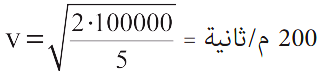 v = √(2·100000 / 5) = 200 م/ثانية